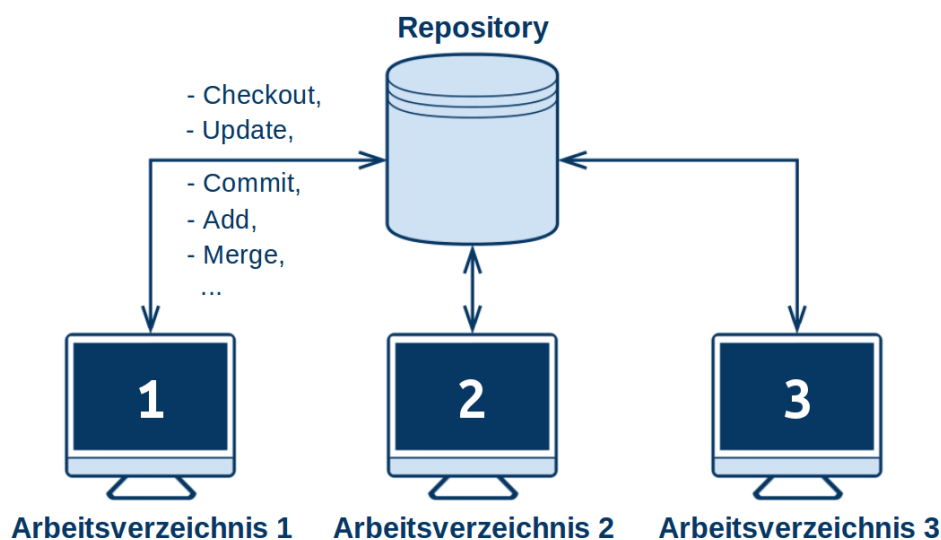 Repository
- Checkout,
- Update,
- Commit,
- Add,
- Merge,
...
1
2
3
Arbeitsverzeichnis 1
Arbeitsverzeichnis 2
Arbeitsverzeichnis 3